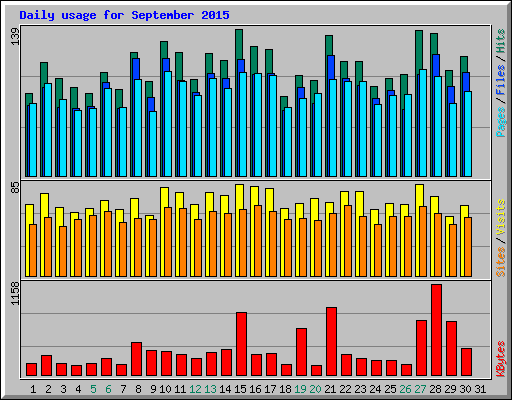 Daily usage for September 2015
139
Pages / Files / Hits
85
Sites / Visits
1158
KBytes
1 2 3 4 5 6 7 8 9 10 11 12 13 14 15 16 17 18 19 20 21 22 23 24 25 26 27 28 29 30 31